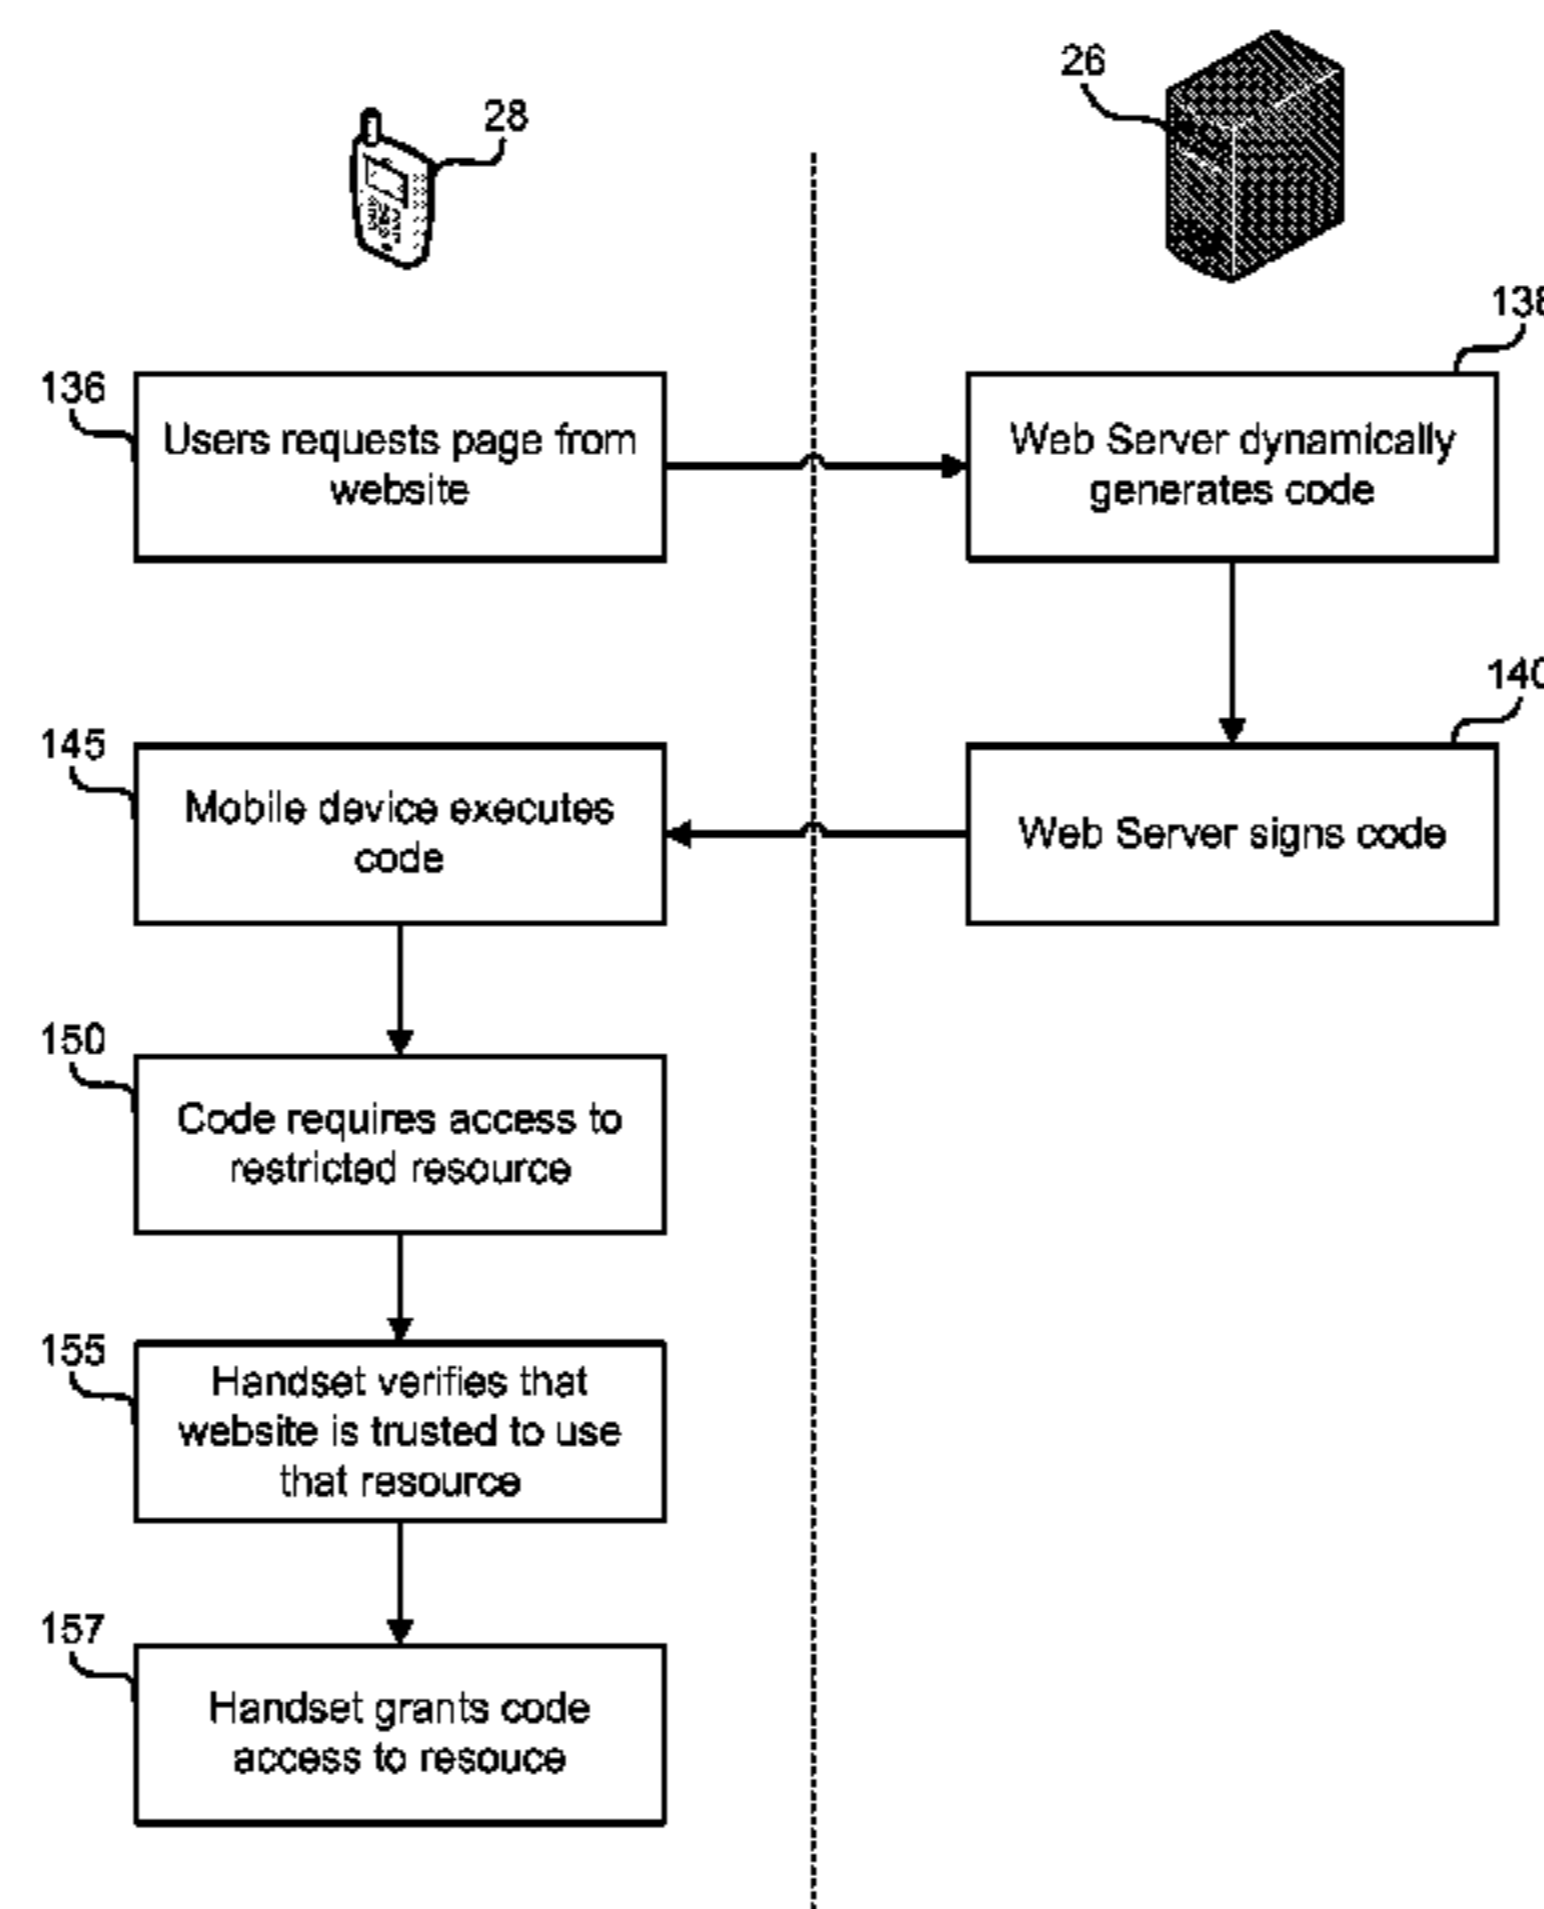 28
26
136
Users requests page from
website
138
Web Server dynamically
generates code
145
Mobile device executes
code
140
Web Server signs code
150
Code requires access to
restricted resource
155
Handset verifies that
website is trusted to use
that resource
157
Handset grants code
access to resouce